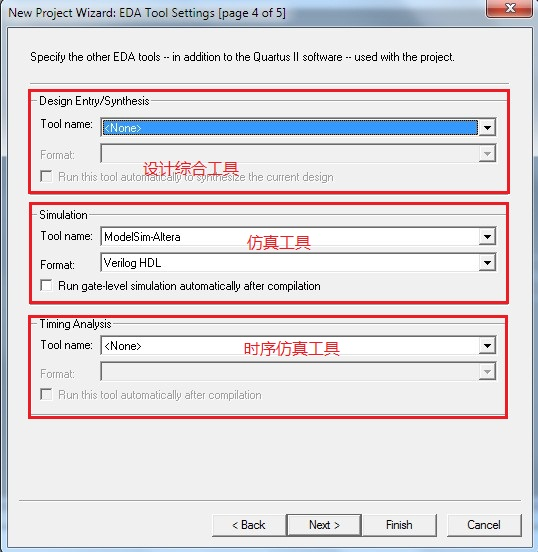 New Project Wizard: EDA Tool Settings [page 4 of 5]
Specify the other EDA tools -- in addition to the Quartus II software -- used with the project.
Design Entry/Synthesis
Tool name: <None>
Format:
设计综合工具
Run this tool automatically to synthesize the current design
Simulation
Tool name: ModelSim-Altera
仿真工具
Format: Verilog HDL
Run gate-level simulation automatically after compilation
Timing Analysis
Tool name: <None>
时序仿真工具
Format:
Run this tool automatically after compilation
< Back Next > Finish Cancel